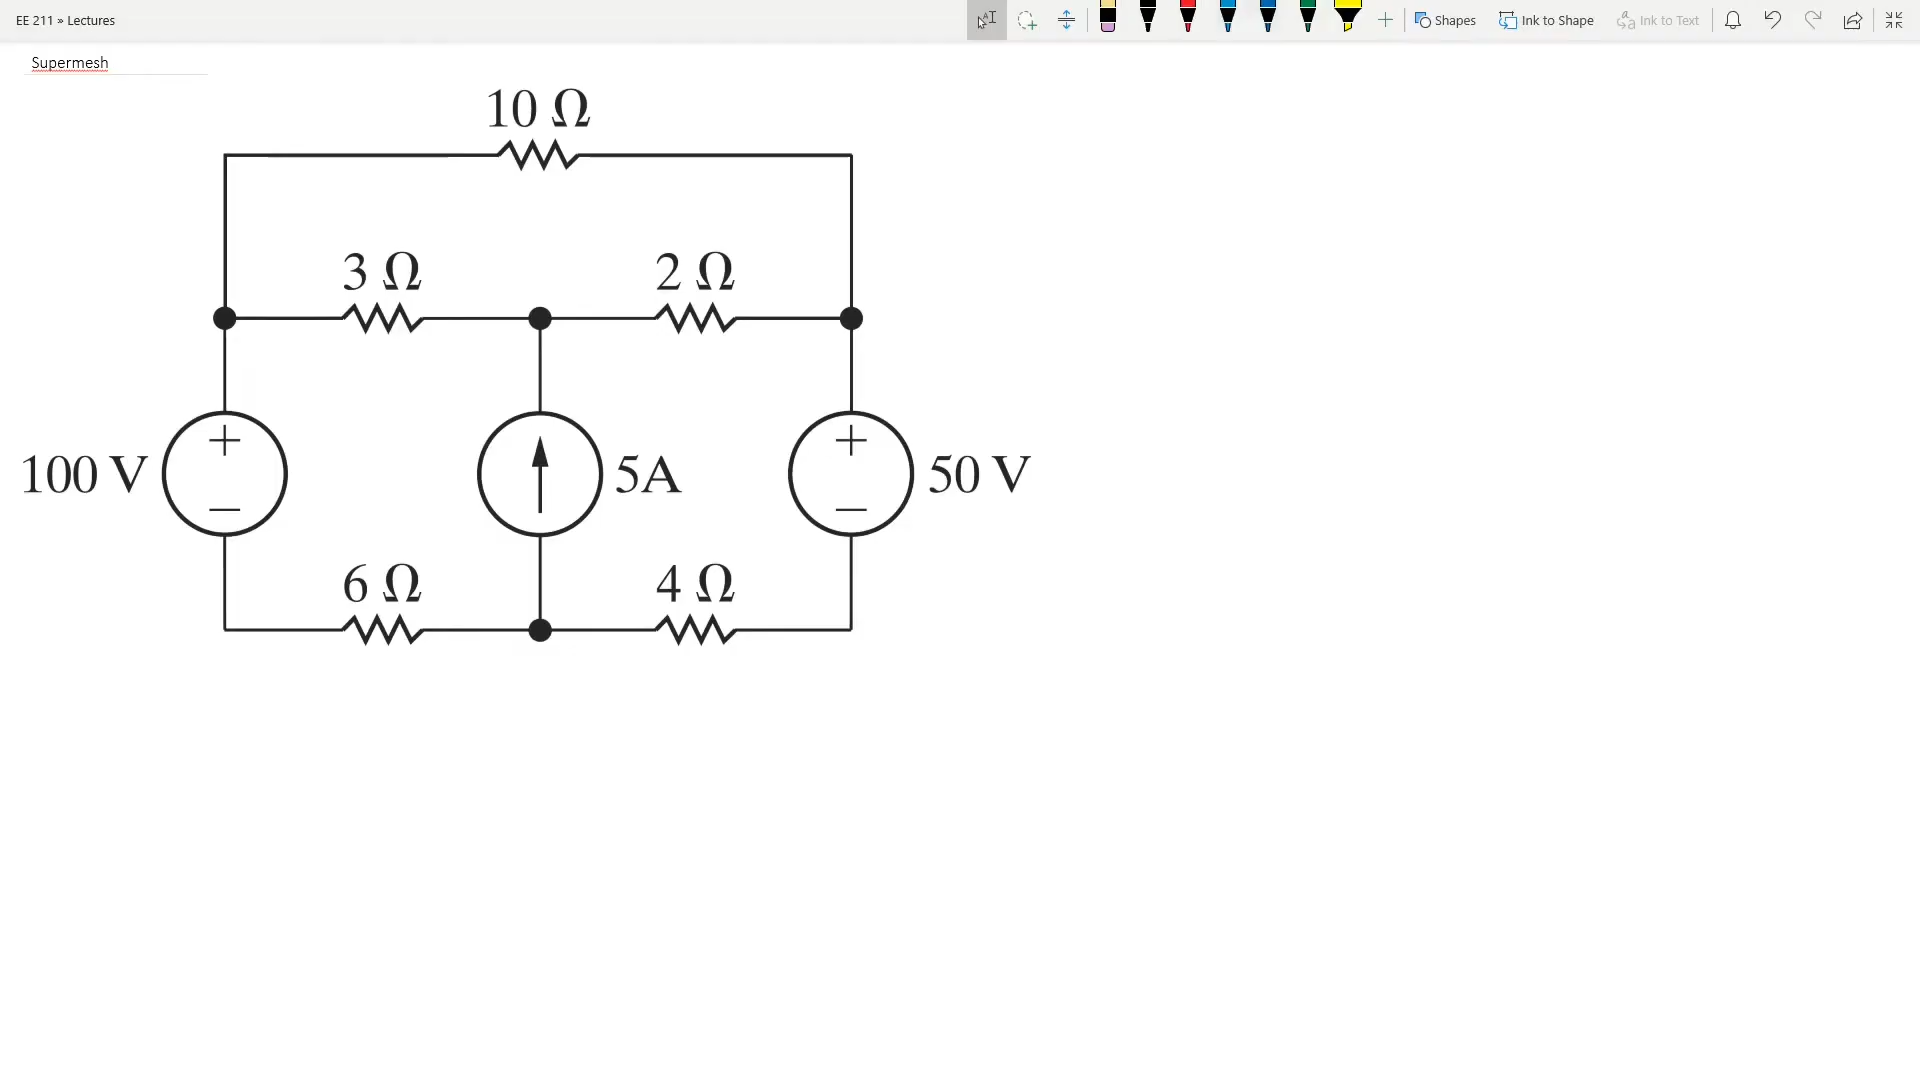 EE 211 » Lectures
Shapes
Ink to Shape
Ink to Text
Supermesh
10 Ω
3 Ω
2 Ω
100 V
+
−
5A
+
−
50 V
6 Ω
4 Ω